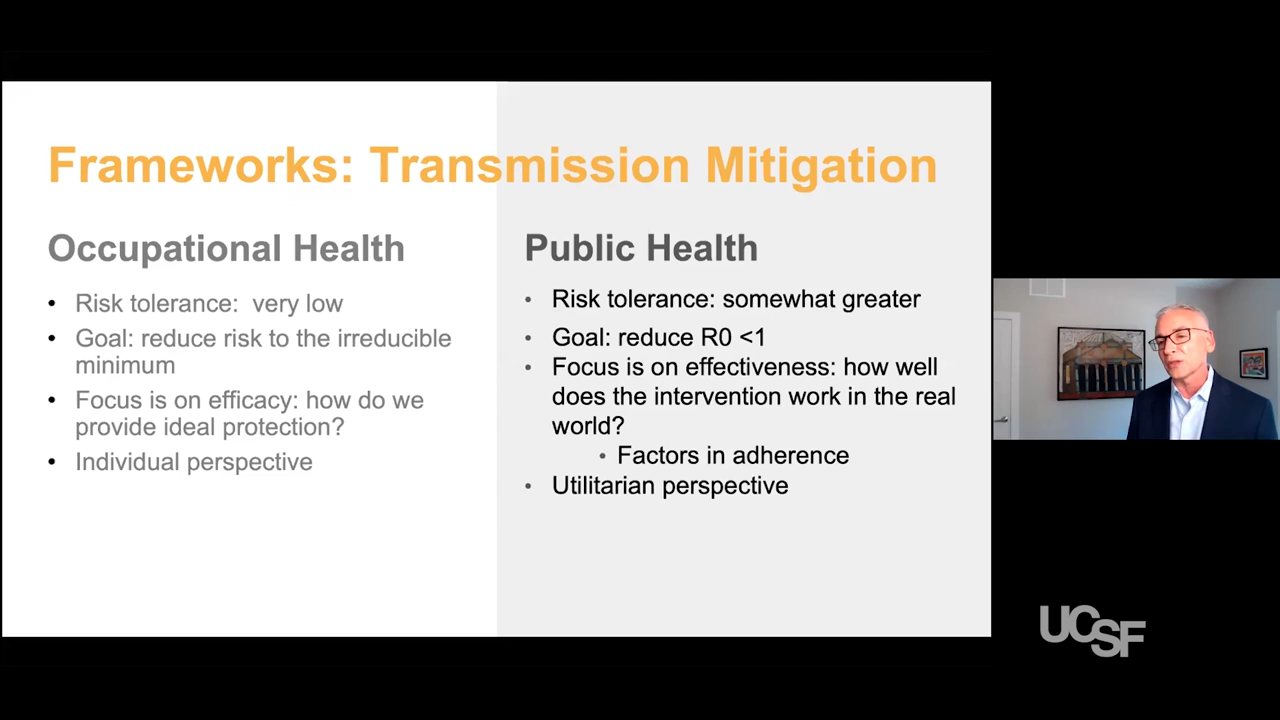 Frameworks: Transmission Mitigation
Occupational Health
• Risk tolerance:  very low
• Goal: reduce risk to the irreducible
minimum
• Focus is on efficacy: how do we
provide ideal protection?
• Individual perspective
Public Health
• Risk tolerance: somewhat greater
• Goal: reduce R0 <1
• Focus is on effectiveness: how well
does the intervention work in the real
world?
• Factors in adherence
• Utilitarian perspective
UCSF